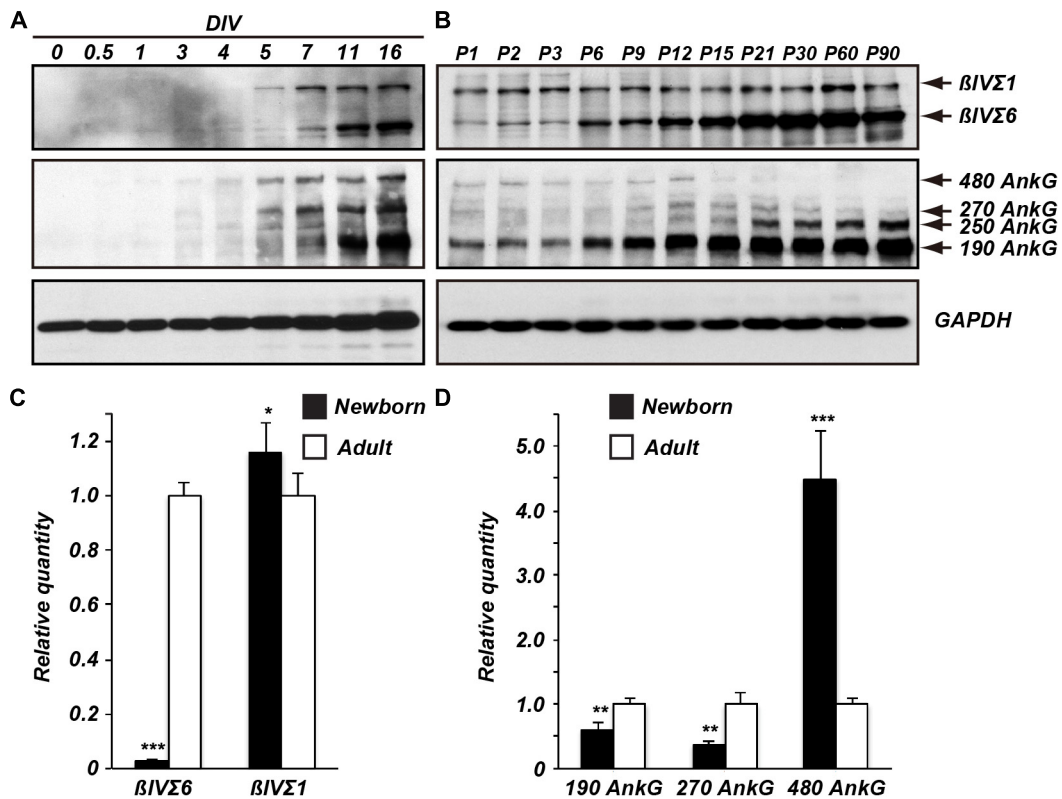 A
DIV
0 0.5 1 3 4 5 7 11 16
B
P1 P2 P3 P6 P9 P12 P15 P21 P30 P60 P90
ßIVΣ1
ßIVΣ6
480 AnkG
270 AnkG
250 AnkG
190 AnkG
GAPDH
C
Newborn
Adult
Relative quantity
1.2
1.0
0.8
0.6
0.4
0.2
0
*
***
ßIVΣ6 ßIVΣ1
D
Newborn
Adult
Relative quantity
5.0
4.0
3.0
2.0
1.0
0
***
**
**
190 AnkG 270 AnkG 480 AnkG